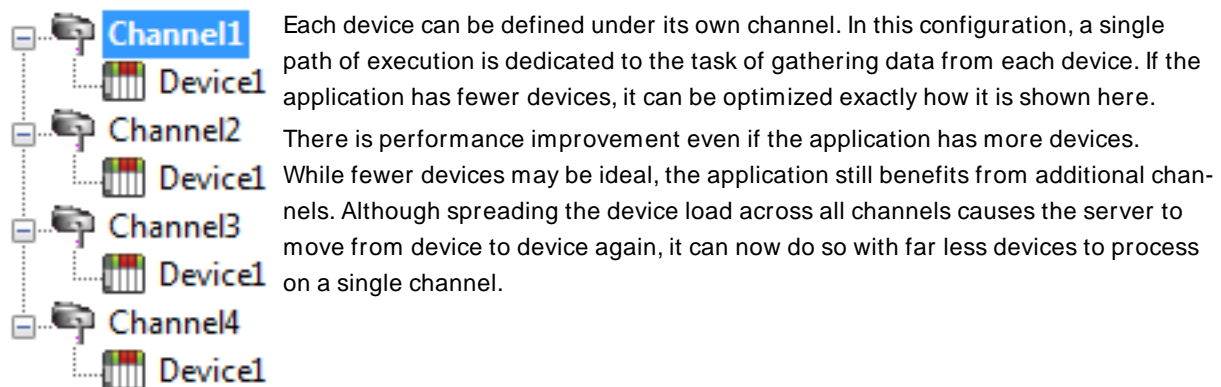 Channel1
Device1
Channel2
Device1
Channel3
Device1
Channel4
Device1
Each device can be defined under its own channel. In this configuration, a single
path of execution is dedicated to the task of gathering data from each device. If the
application has fewer devices, it can be optimized exactly how it is shown here.
There is performance improvement even if the application has more devices.
While fewer devices may be ideal, the application still benefits from additional chan-
nels. Although spreading the device load across all channels causes the server to
move from device to device again, it can now do so with far less devices to process
on a single channel.